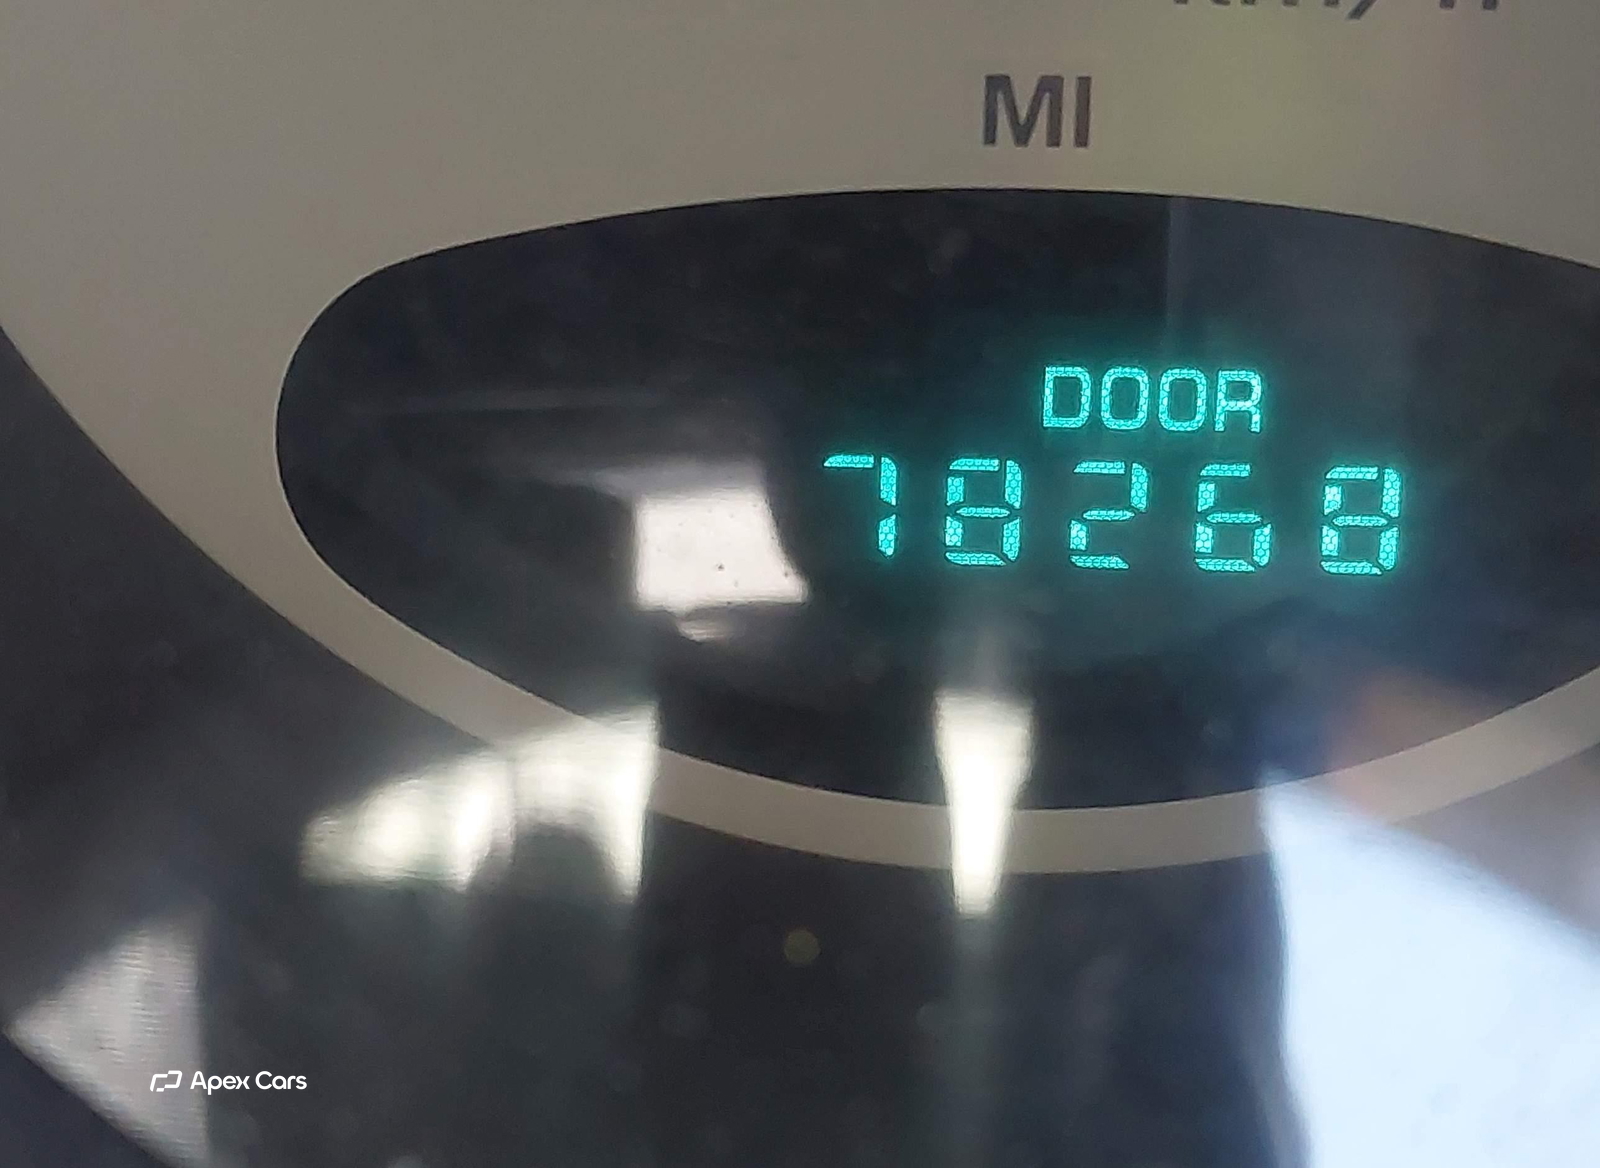 MI
DOOR
78268
Apex Cars